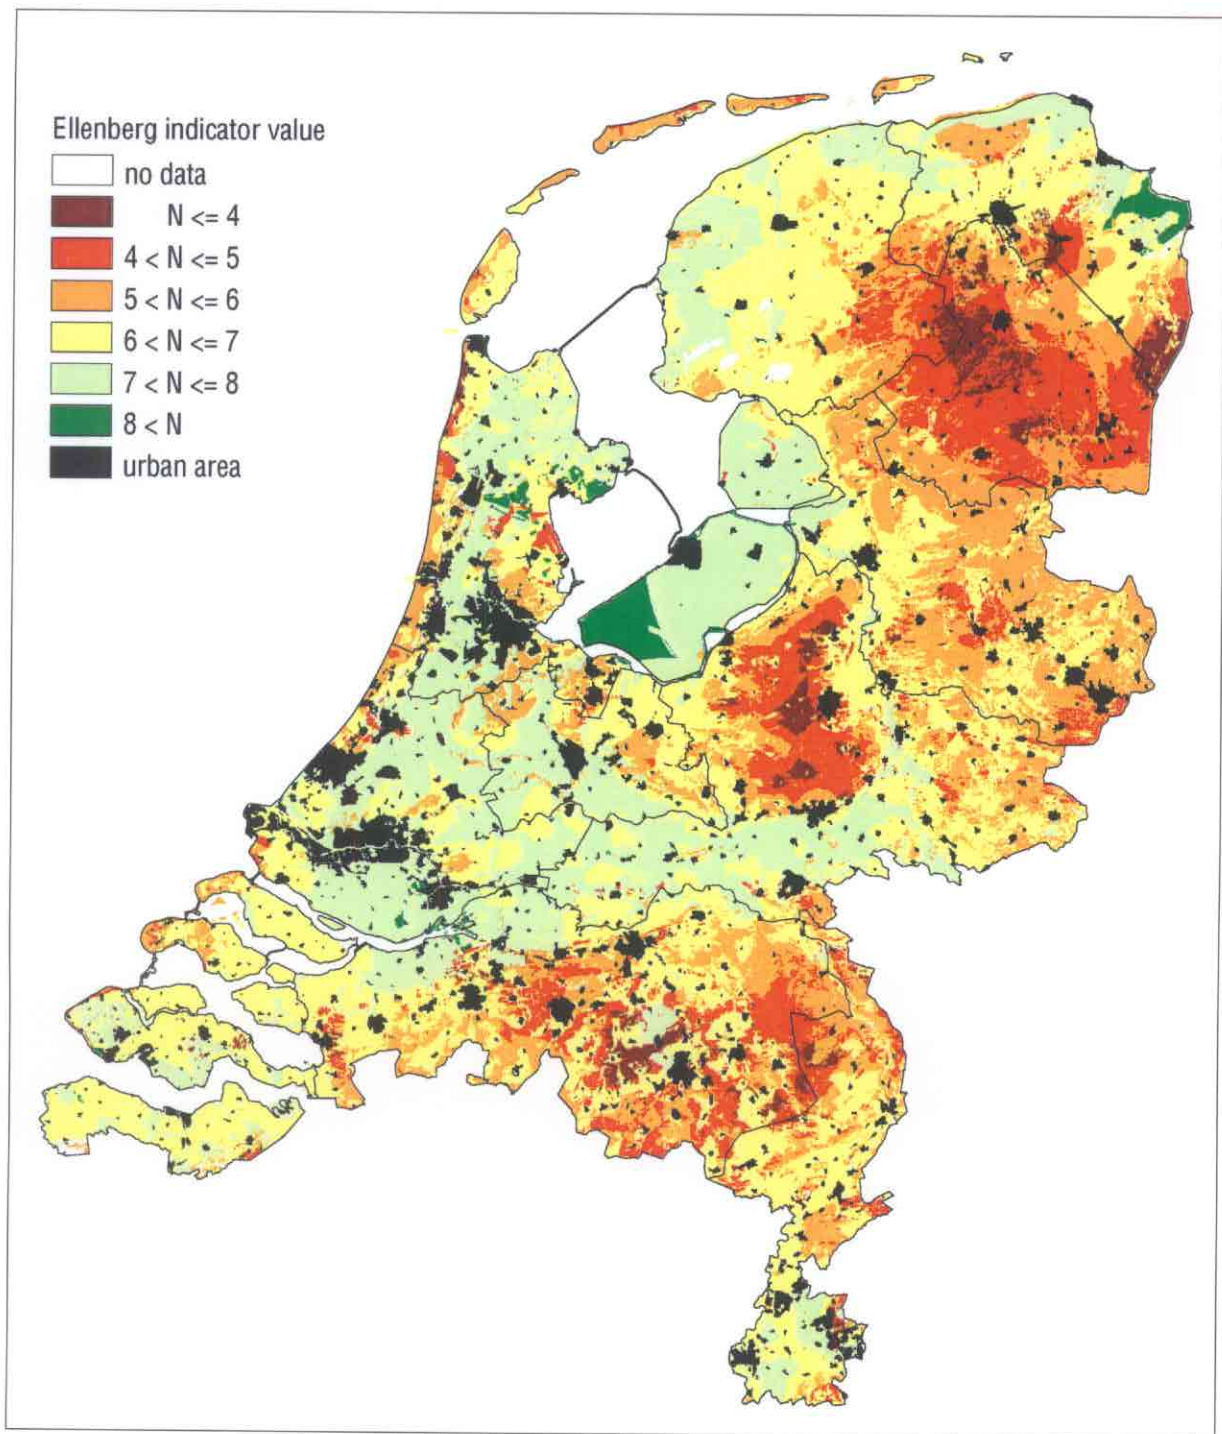 Ellenberg indicator value
no data
N <= 4
4 < N <= 5
5 < N <= 6
6 < N <= 7
7 < N <= 8
8 < N
urban area